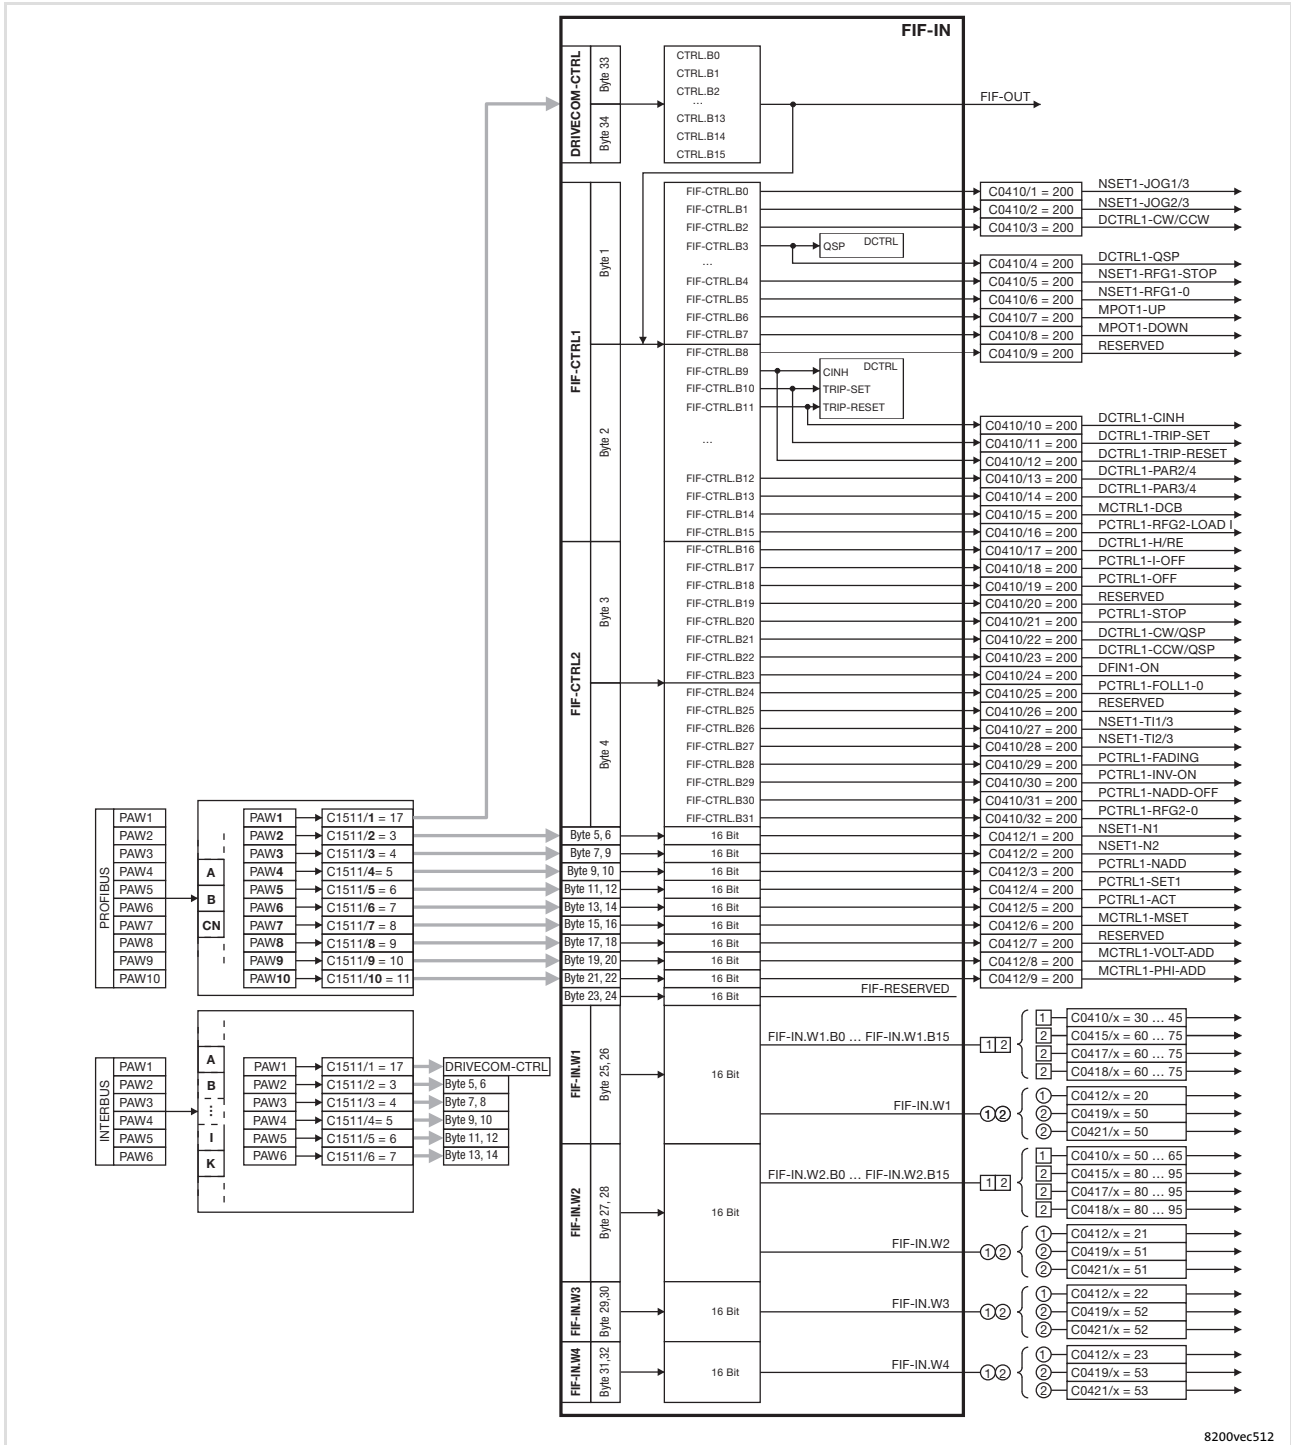 FIF-IN
DRIVECOM-CTRL
Byte 33
Byte 34
CTRL.B0
CTRL.B1
CTRL.B2
...
CTRL.B13
CTRL.B14
CTRL.B15
FIF-OUT
FIF-CTRL1
Byte 1
Byte 2
FIF-CTRL.B0
FIF-CTRL.B1
FIF-CTRL.B2
FIF-CTRL.B3
...
FIF-CTRL.B4
FIF-CTRL.B5
FIF-CTRL.B6
FIF-CTRL.B7
FIF-CTRL.B8
FIF-CTRL.B9
FIF-CTRL.B10
FIF-CTRL.B11
...
FIF-CTRL.B12
FIF-CTRL.B13
FIF-CTRL.B14
FIF-CTRL.B15
QSP DCTRL
DCTRL
CINH
TRIP-SET
TRIP-RESET
FIF-CTRL2
Byte 3
Byte 4
FIF-CTRL.B16
FIF-CTRL.B17
FIF-CTRL.B18
FIF-CTRL.B19
FIF-CTRL.B20
FIF-CTRL.B21
FIF-CTRL.B22
FIF-CTRL.B23
FIF-CTRL.B24
FIF-CTRL.B25
FIF-CTRL.B26
FIF-CTRL.B27
FIF-CTRL.B28
FIF-CTRL.B29
FIF-CTRL.B30
FIF-CTRL.B31
C0410/1 = 200 NSET1-JOG1/3
C0410/2 = 200 NSET1-JOG2/3
C0410/3 = 200 DCTRL1-CW/CCW
C0410/4 = 200 DCTRL1-QSP
C0410/5 = 200 NSET1-RFG1-STOP
C0410/6 = 200 NSET1-RFG1-0
C0410/7 = 200 MPOT1-UP
C0410/8 = 200 MPOT1-DOWN
C0410/9 = 200 RESERVED
C0410/10 = 200 DCTRL1-CINH
C0410/11 = 200 DCTRL1-TRIP-SET
C0410/12 = 200 DCTRL1-TRIP-RESET
C0410/13 = 200 DCTRL1-PAR2/4
C0410/14 = 200 DCTRL1-PAR3/4
C0410/15 = 200 MCTRL1-DCB
C0410/16 = 200 PCTRL1-RFG2-LOAD I
C0410/17 = 200 DCTRL1-H/RE
C0410/18 = 200 PCTRL1-I-OFF
C0410/19 = 200 PCTRL1-OFF
C0410/20 = 200 RESERVED
C0410/21 = 200 PCTRL1-STOP
C0410/22 = 200 DCTRL1-CW/QSP
C0410/23 = 200 DCTRL1-CCW/QSP
C0410/24 = 200 DFIN1-ON
C0410/25 = 200 PCTRL1-FOLL1-0
C0410/26 = 200 RESERVED
C0410/27 = 200 NSET1-TI1/3
C0410/28 = 200 NSET1-TI2/3
C0410/29 = 200 PCTRL1-FADING
C0410/30 = 200 PCTRL1-INV-ON
C0410/31 = 200 PCTRL1-NADD-OFF
C0410/32 = 200 PCTRL1-RFG2-0
PROFIBUS
PAW1
PAW2
PAW3
PAW4
PAW5
PAW6
PAW7
PAW8
PAW9
PAW10
A
B
CN
PAW1 C1511/1 = 17
PAW2 C1511/2 = 3
PAW3 C1511/3 = 4
PAW4 C1511/4= 5
PAW5 C1511/5 = 6
PAW6 C1511/6 = 7
PAW7 C1511/7 = 8
PAW8 C1511/8 = 9
PAW9 C1511/9 = 10
PAW10 C1511/10 = 11
Byte 5, 6 16 Bit C0412/1 = 200 NSET1-N1
Byte 7, 9 16 Bit C0412/2 = 200 NSET1-N2
Byte 9, 10 16 Bit C0412/3 = 200 PCTRL1-NADD
Byte 11, 12 16 Bit C0412/4 = 200 PCTRL1-SET1
Byte 13, 14 16 Bit C0412/5 = 200 PCTRL1-ACT
Byte 15, 16 16 Bit C0412/6 = 200 MCTRL1-MSET
Byte 17, 18 16 Bit C0412/7 = 200 RESERVED
Byte 19, 20 16 Bit C0412/8 = 200 MCTRL1-VOLT-ADD
Byte 21, 22 16 Bit C0412/9 = 200 MCTRL1-PHI-ADD
Byte 23, 24 16 Bit FIF-RESERVED
INTERBUS
PAW1
PAW2
PAW3
PAW4
PAW5
PAW6
A
B
...
I
K
PAW1 C1511/1 = 17 DRIVECOM-CTRL
PAW2 C1511/2 = 3 Byte 5, 6
PAW3 C1511/3 = 4 Byte 7, 8
PAW4 C1511/4= 5 Byte 9, 10
PAW5 C1511/5 = 6 Byte 11, 12
PAW6 C1511/6 = 7 Byte 13, 14
FIF-IN.W1
Byte 25, 26
16 Bit
FIF-IN.W1.B0 ... FIF-IN.W1.B15
1 2
1 C0410/x = 30 ... 45
2 C0415/x = 60 ... 75
2 C0417/x = 60 ... 75
2 C0418/x = 60 ... 75
FIF-IN.W1
1 2
1 C0412/x = 20
2 C0419/x = 50
2 C0421/x = 50
FIF-IN.W2
Byte 27, 28
16 Bit
FIF-IN.W2.B0 ... FIF-IN.W2.B15
1 2
1 C0410/x = 50 ... 65
2 C0415/x = 80 ... 95
2 C0417/x = 80 ... 95
2 C0418/x = 80 ... 95
FIF-IN.W2
1 2
1 C0412/x = 21
2 C0419/x = 51
2 C0421/x = 51
FIF-IN.W3
Byte 29,30
16 Bit
FIF-IN.W3
1 2
1 C0412/x = 22
2 C0419/x = 52
2 C0421/x = 52
FIF-IN.W4
Byte 31,32
16 Bit
FIF-IN.W4
1 2
1 C0412/x = 23
2 C0419/x = 53
2 C0421/x = 53
8200vec512